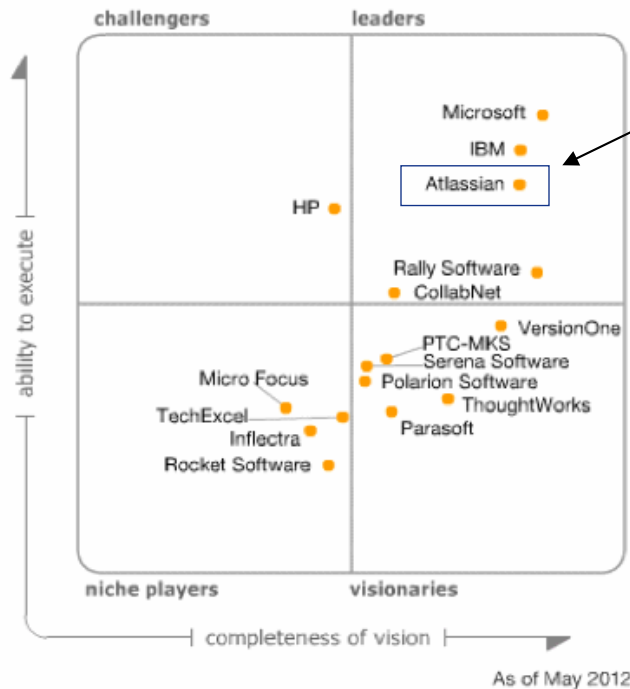 challengers
leaders
Microsoft
IBM
Atlassian
HP
Rally Software
CollabNet
VersionOne
PTC-MKS
Serena Software
Micro Focus
Polarion Software
ThoughtWorks
TechExcel
Parasoft
Inflectra
Rocket Software
niche players
visionaries
ability to execute
completeness of vision
As of May 2012